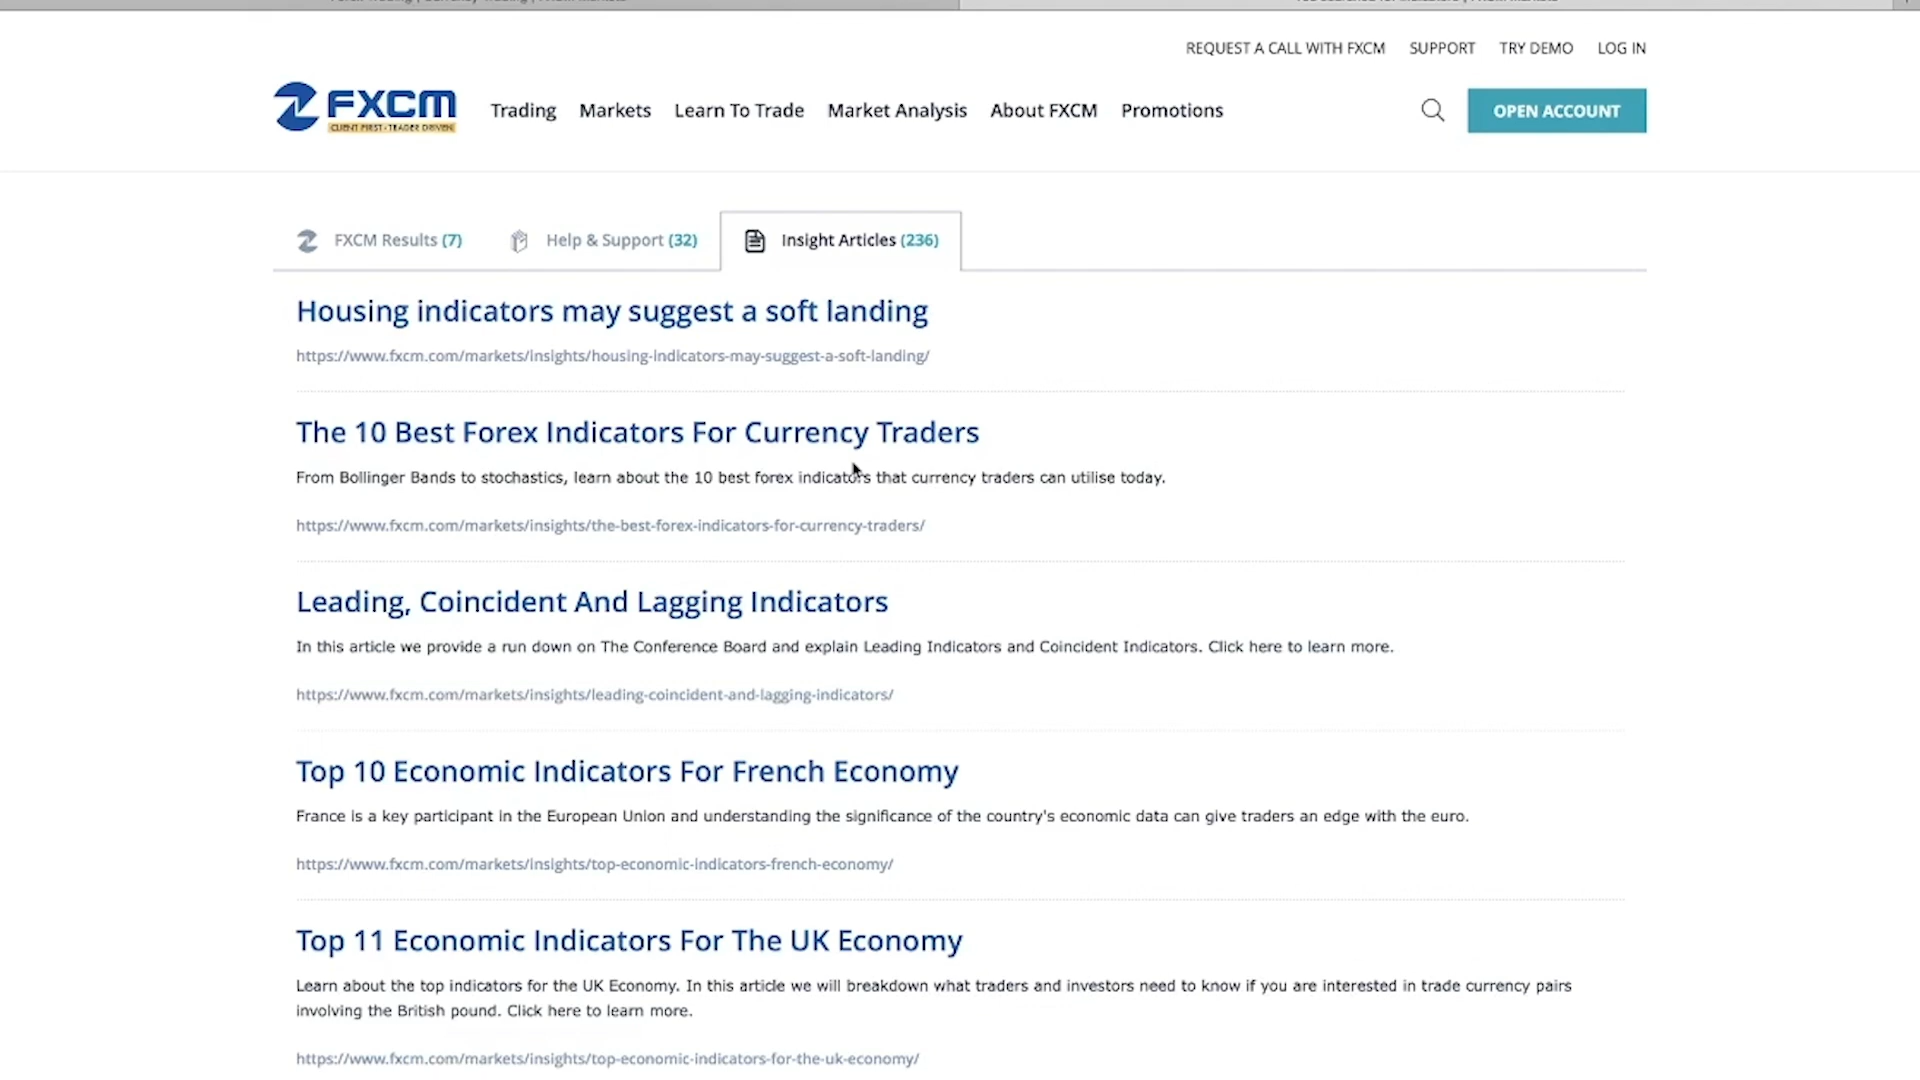 REQUEST A CALL WITH FXCM SUPPORT TRY DEMO LOG IN
FXCM
CLIENT FIRST · TRADER DRIVEN
Trading Markets Learn To Trade Market Analysis About FXCM Promotions
OPEN ACCOUNT
FXCM Results (7) Help & Support (32) Insight Articles (236)
Housing indicators may suggest a soft landing
https://www.fxcm.com/markets/insights/housing-indicators-may-suggest-a-soft-landing/
The 10 Best Forex Indicators For Currency Traders
From Bollinger Bands to stochastics, learn about the 10 best forex indicators that currency traders can utilise today.
https://www.fxcm.com/markets/insights/the-best-forex-indicators-for-currency-traders/
Leading, Coincident And Lagging Indicators
In this article we provide a run down on The Conference Board and explain Leading Indicators and Coincident Indicators. Click here to learn more.
https://www.fxcm.com/markets/insights/leading-coincident-and-lagging-indicators/
Top 10 Economic Indicators For French Economy
France is a key participant in the European Union and understanding the significance of the country's economic data can give traders an edge with the euro.
https://www.fxcm.com/markets/insights/top-economic-indicators-french-economy/
Top 11 Economic Indicators For The UK Economy
Learn about the top indicators for the UK Economy. In this article we will breakdown what traders and investors need to know if you are interested in trade currency pairs
involving the British pound. Click here to learn more.
https://www.fxcm.com/markets/insights/top-economic-indicators-for-the-uk-economy/